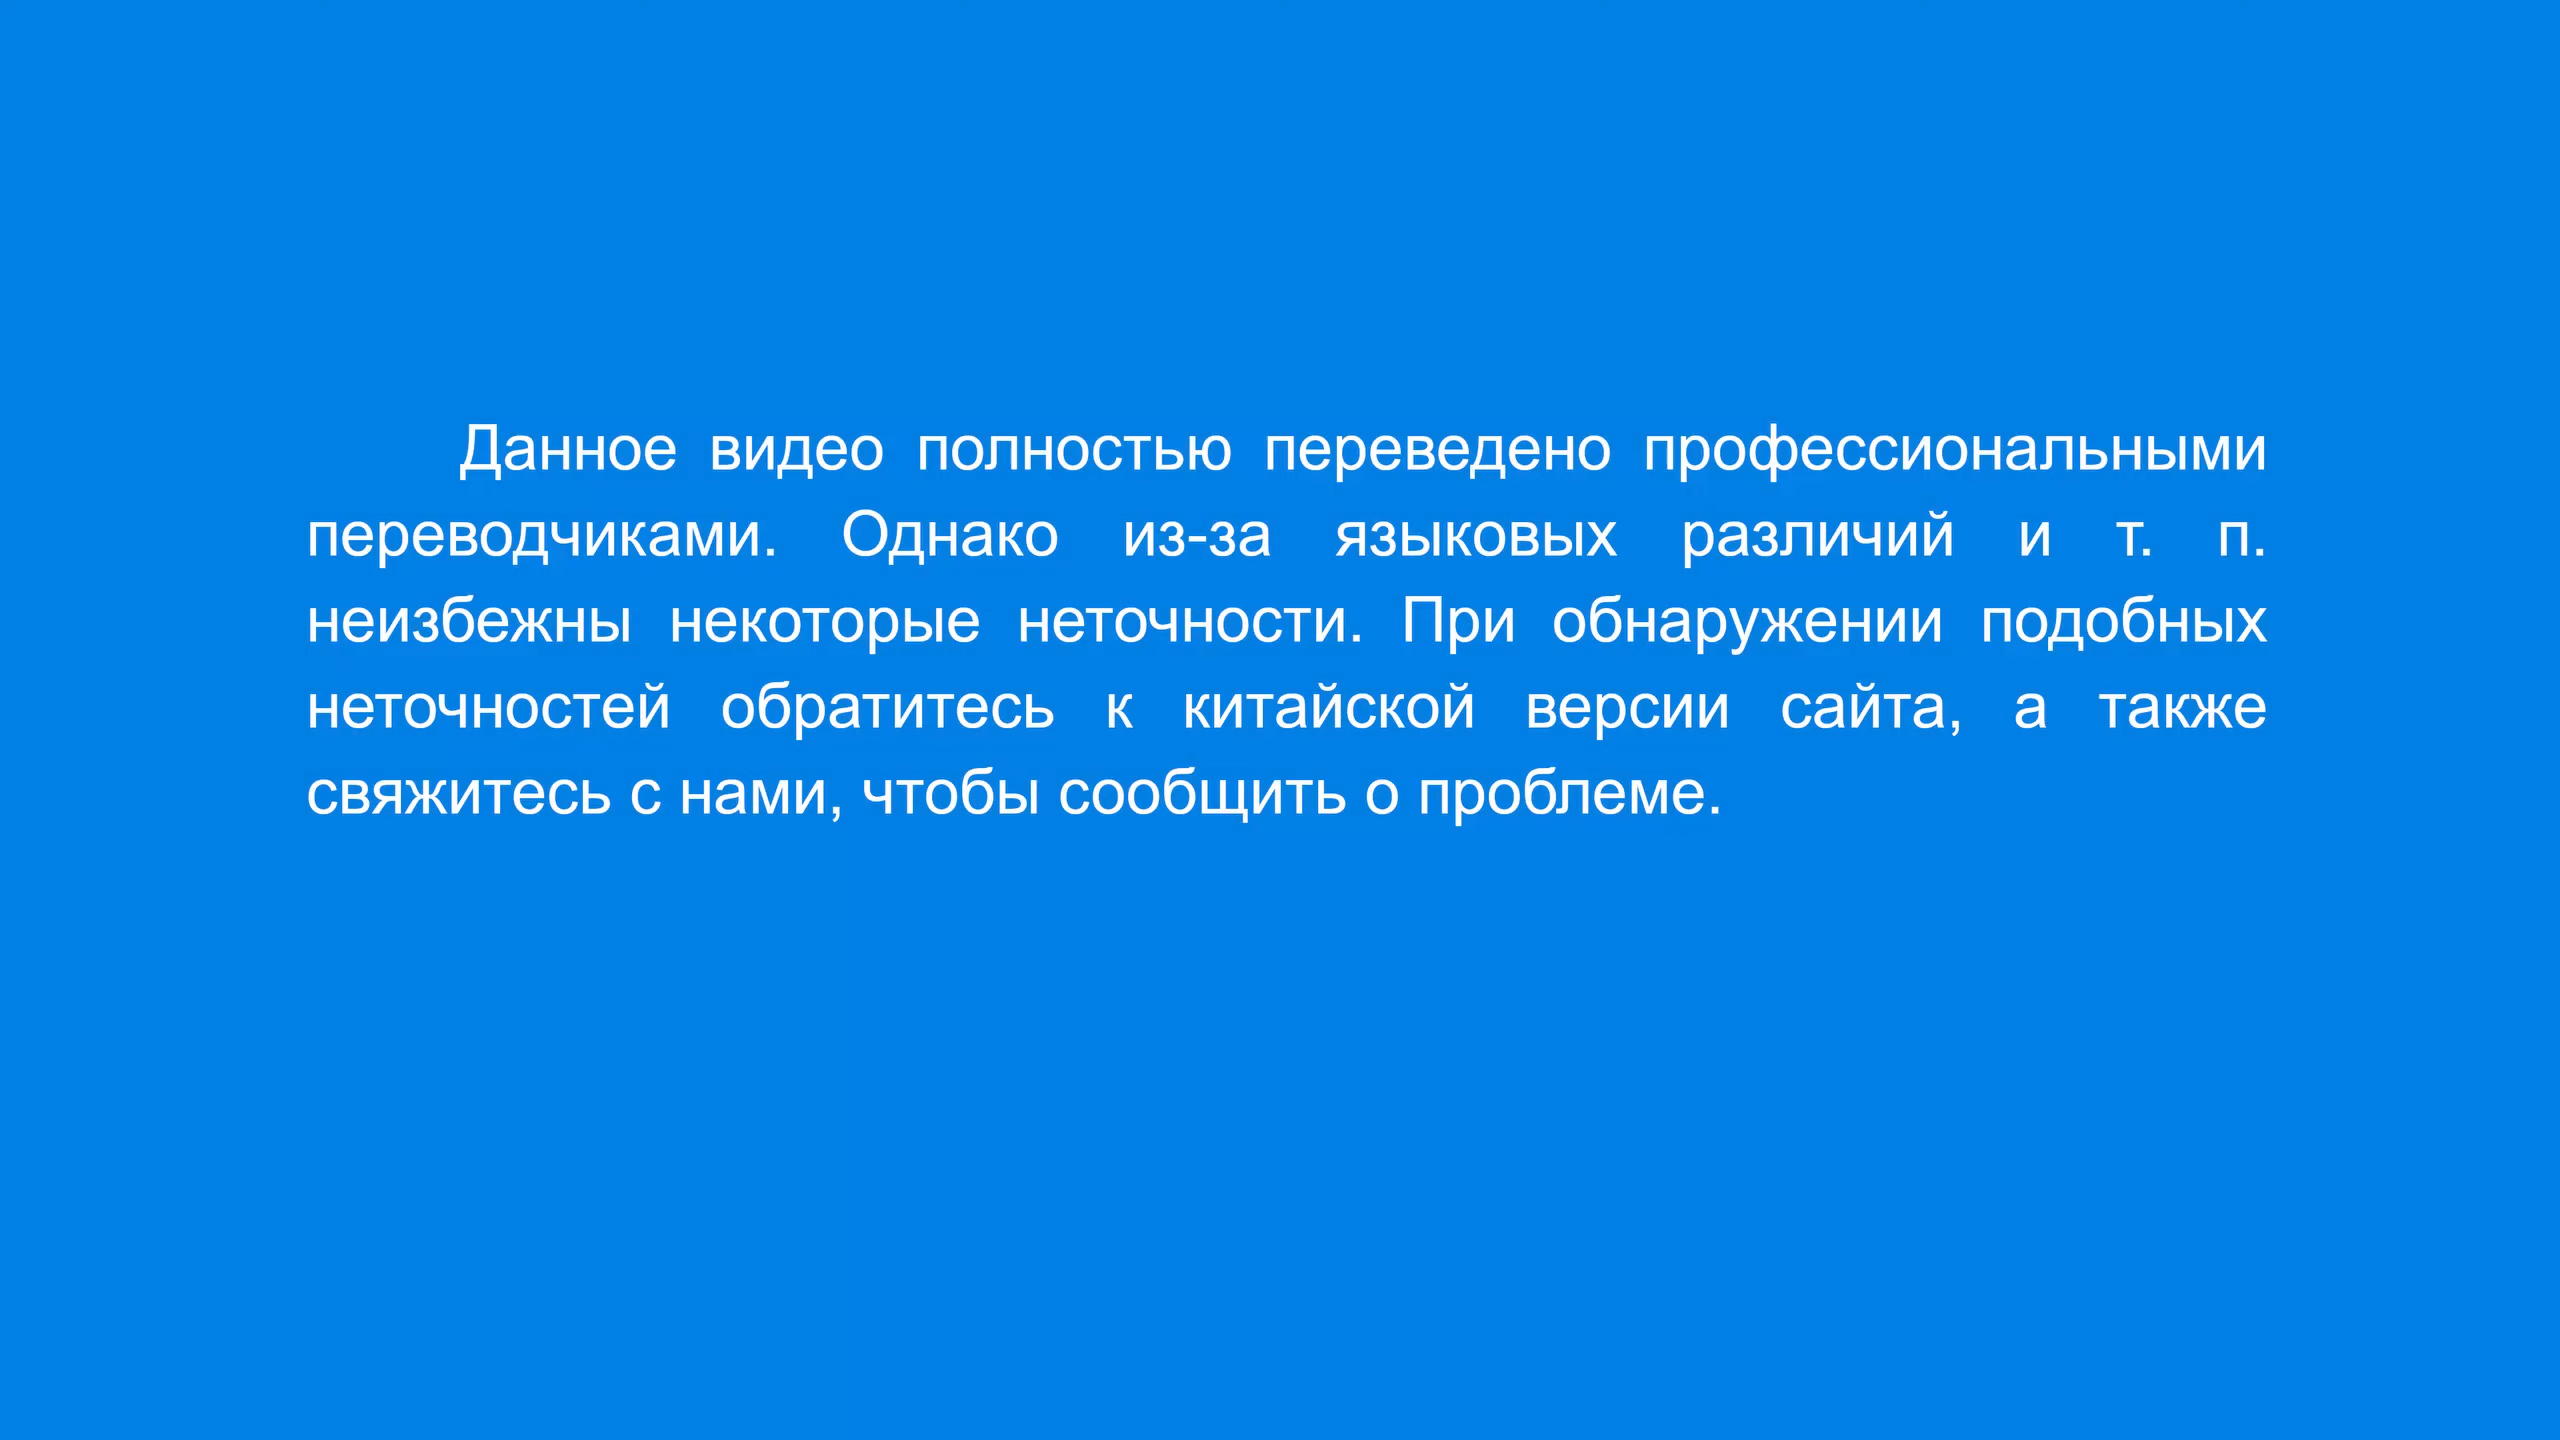 Данное видео полностью переведено профессиональными
переводчиками. Однако из-за языковых различий и т. п.
неизбежны некоторые неточности. При обнаружении подобных
неточностей обратитесь к китайской версии сайта, а также
свяжитесь с нами, чтобы сообщить о проблеме.